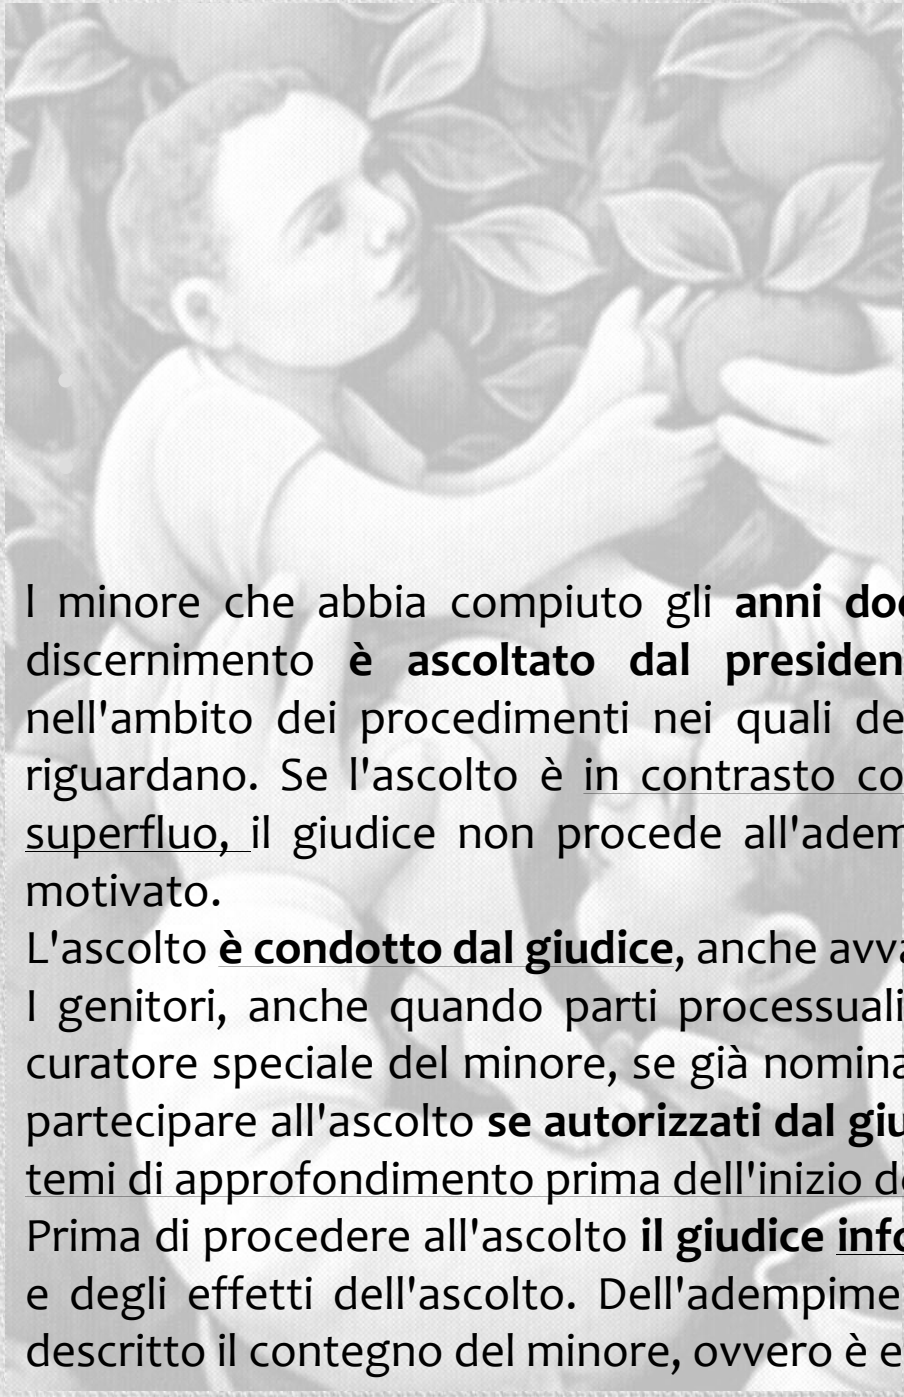 l minore che abbia compiuto gli anni doc
discernimento è ascoltato dal presiden
nell'ambito dei procedimenti nei quali de
riguardano. Se l'ascolto è in contrasto co
superfluo, il giudice non procede all'adem
motivato.
L'ascolto è condotto dal giudice, anche avva
I genitori, anche quando parti processuali
curatore speciale del minore, se già nomina
partecipare all'ascolto se autorizzati dal giu
temi di approfondimento prima dell'inizio de
Prima di procedere all'ascolto il giudice info
e degli effetti dell'ascolto. Dell'adempime
descritto il contegno del minore, ovvero è e